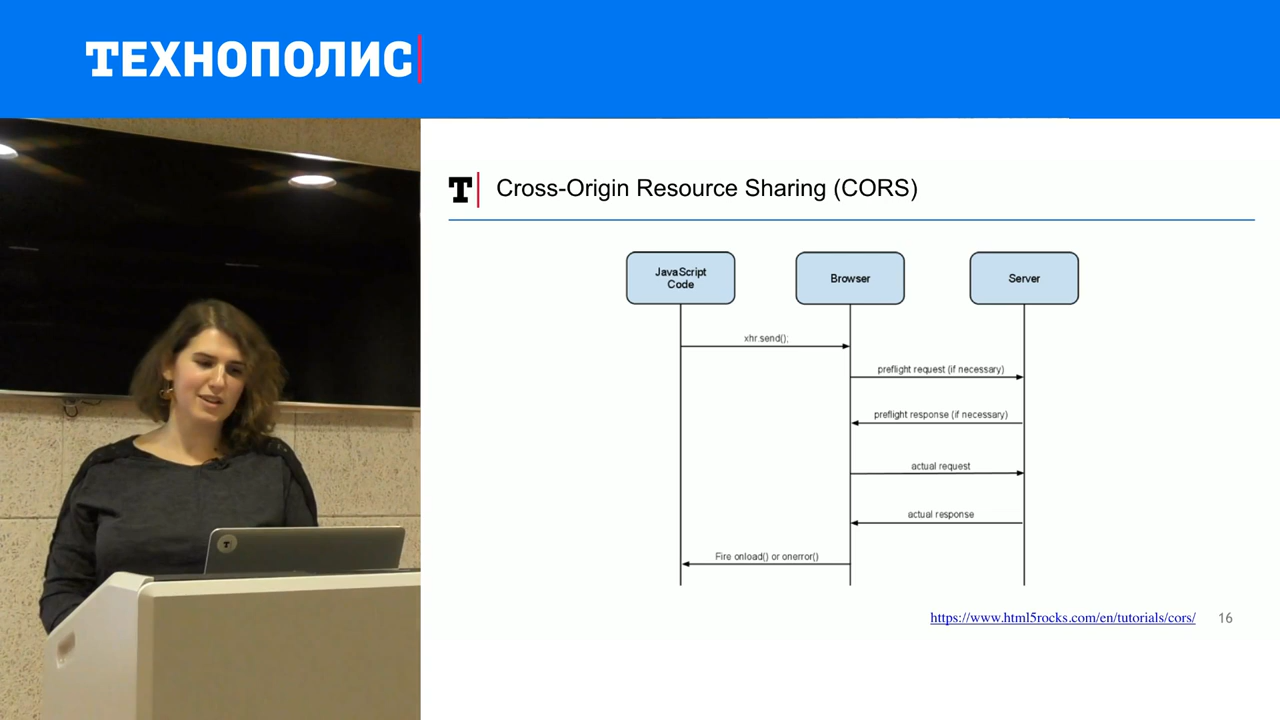 ТЕХНОПОЛИС
T
Cross-Origin Resource Sharing (CORS)
JavaScript
Code
Browser
Server
xhr.send();
preflight request (if necessary)
preflight response (if necessary)
actual request
actual response
Fire onload() or onerror()
https://www.html5rocks.com/en/tutorials/cors/
16
T